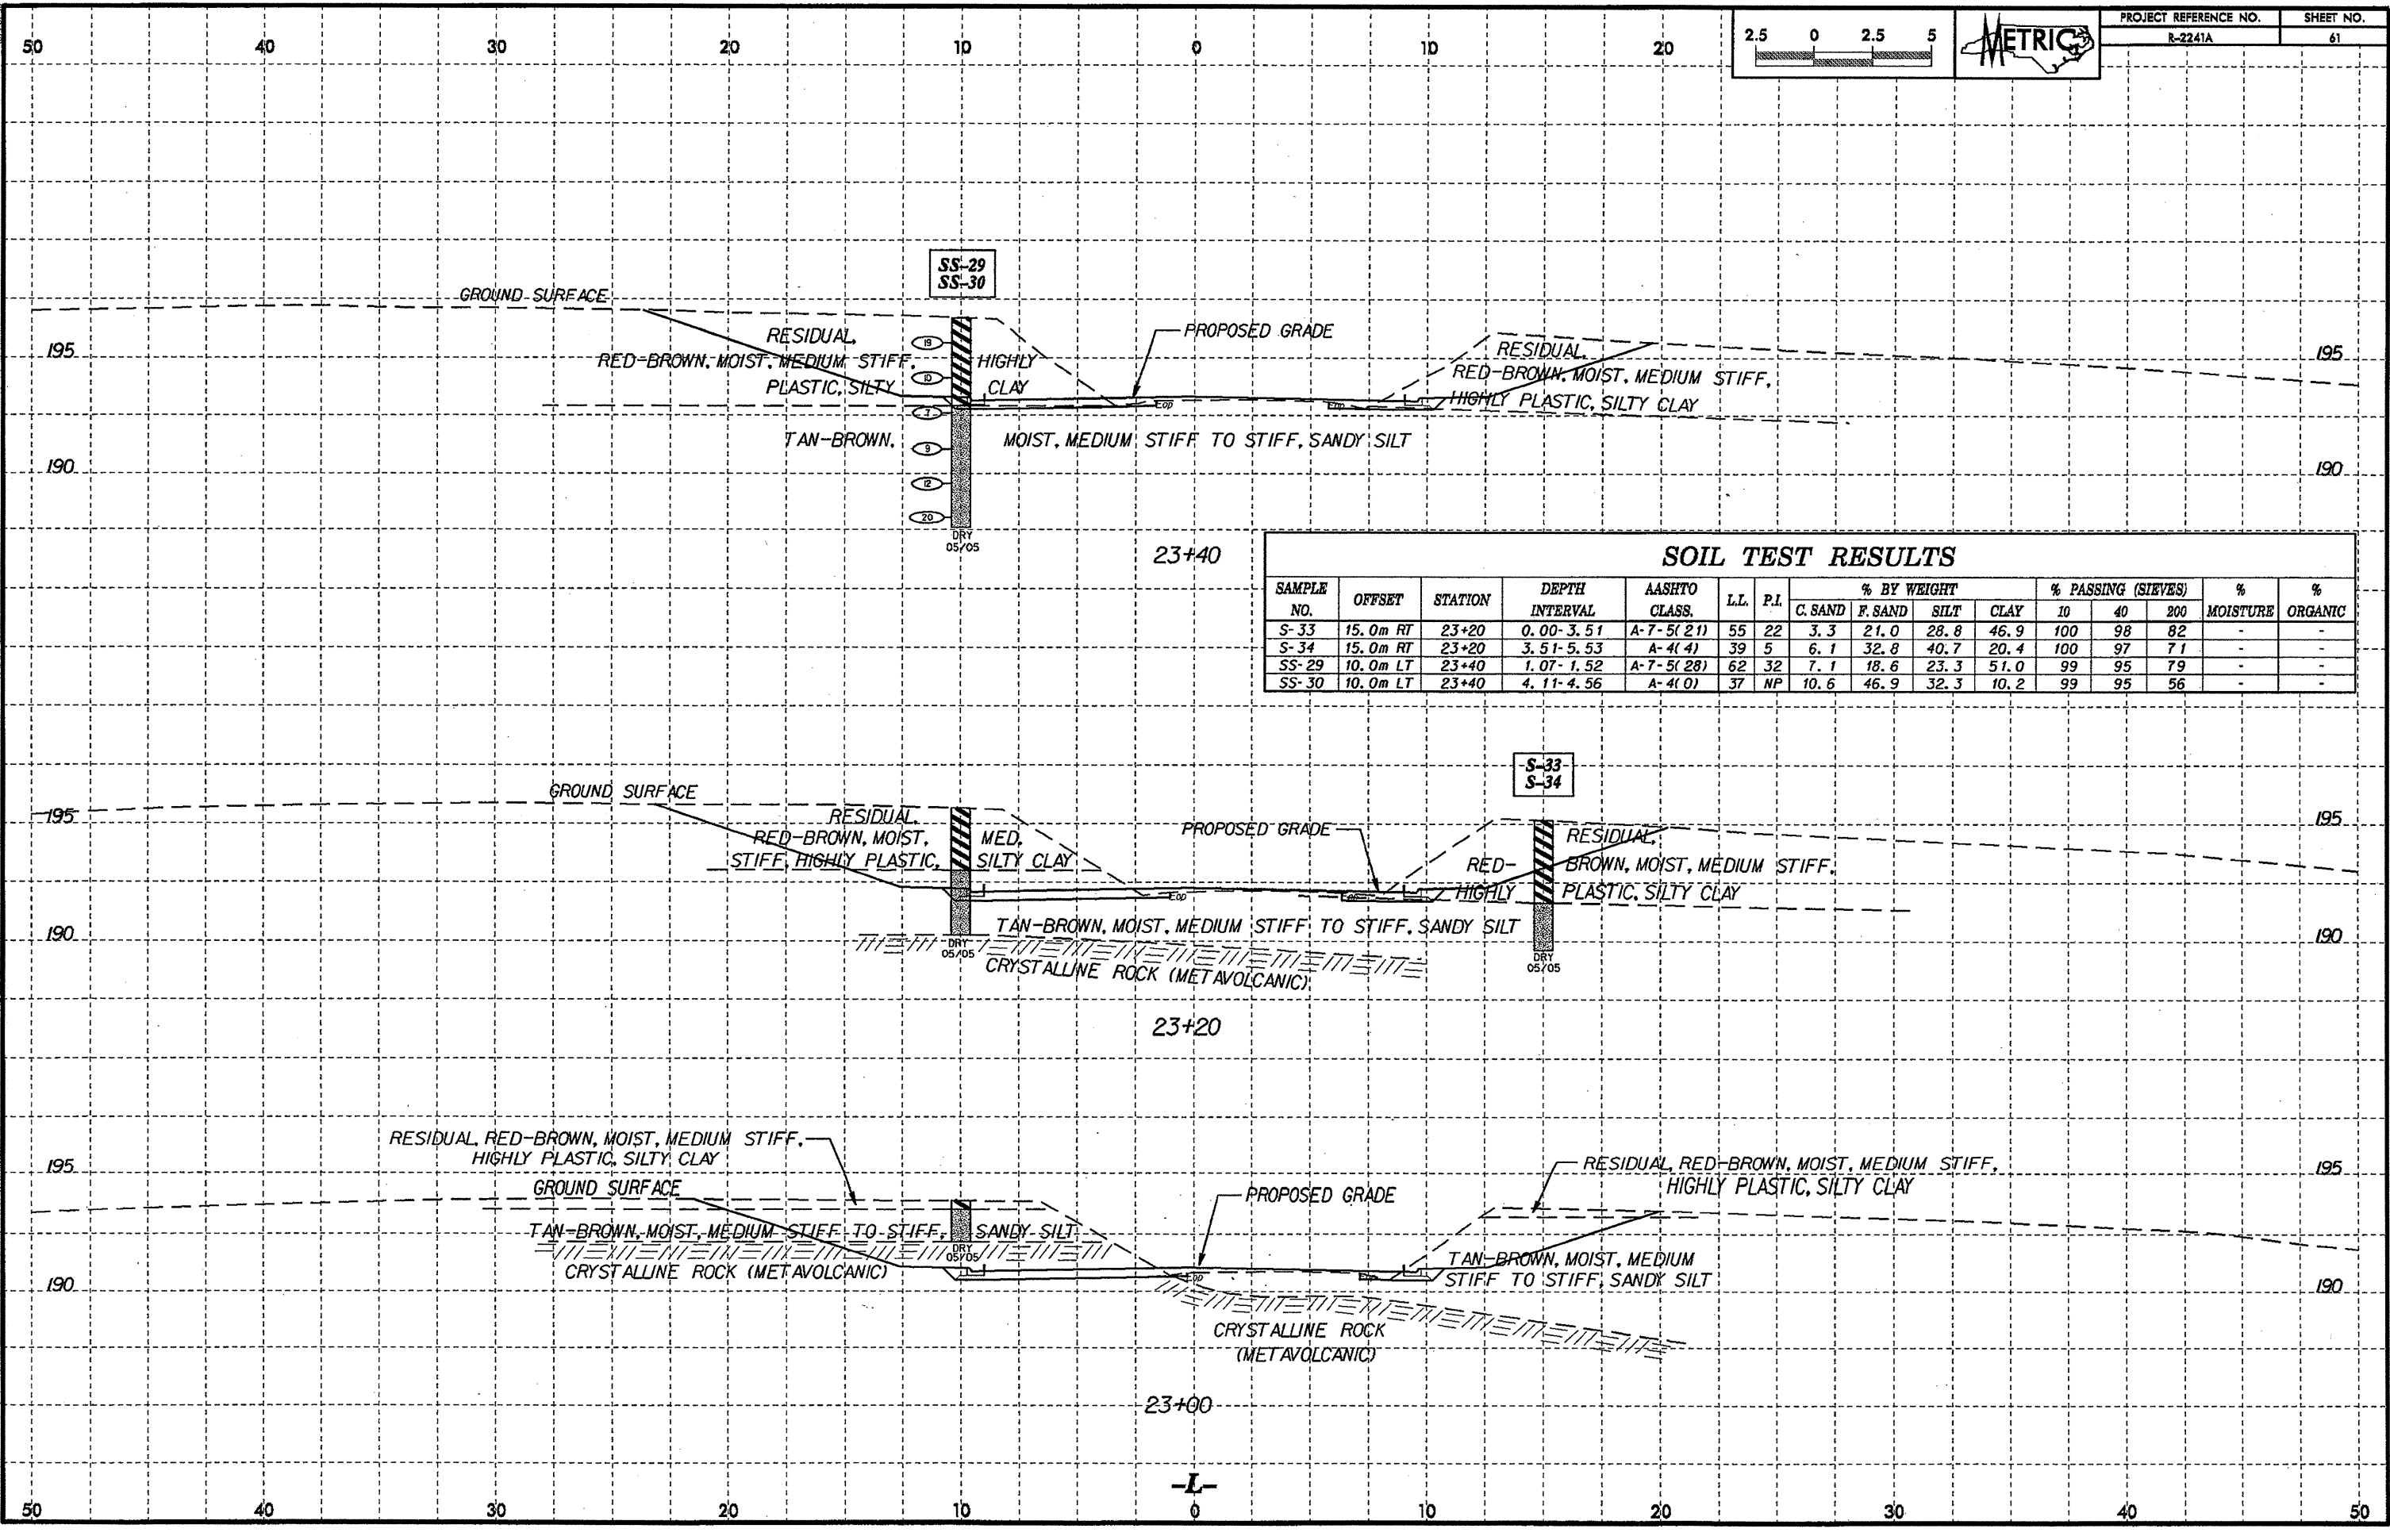 50 40 30 20 10 0 10 20
2.5 0 2.5 5
METRIC
PROJECT REFERENCE NO. SHEET NO.
R-2241A 61
SS-29
SS-30
GROUND SURFACE
RESIDUAL,
RED-BROWN, MOIST, MEDIUM STIFF, HIGHLY
PLASTIC, SILTY CLAY
PROPOSED GRADE
RESIDUAL,
RED-BROWN, MOIST, MEDIUM STIFF,
HIGHLY PLASTIC, SILTY CLAY
195 195
19
10
7
9
12
20
EOP EOP
TAN-BROWN, MOIST, MEDIUM STIFF TO STIFF, SANDY SILT
190 190
DRY
05/05
23+40
SOIL TEST RESULTS
SAMPLE NO. OFFSET STATION DEPTH INTERVAL AASHTO CLASS. L.L. P.I. % BY WEIGHT % PASSING (SIEVES) % MOISTURE % ORGANIC
C. SAND F. SAND SILT CLAY 10 40 200
S-33 15.0m RT 23+20 0.00-3.51 A-7-5(21) 55 22 3.3 21.0 28.8 46.9 100 98 82 - -
S-34 15.0m RT 23+20 3.51-5.53 A-4(4) 39 5 6.1 32.8 40.7 20.4 100 97 71 - -
SS-29 10.0m LT 23+40 1.07-1.52 A-7-5(28) 62 32 7.1 18.6 23.3 51.0 99 95 79 - -
SS-30 10.0m LT 23+40 4.11-4.56 A-4(0) 37 NP 10.6 46.9 32.3 10.2 99 95 56 - -
S-33
S-34
GROUND SURFACE
195 195
RESIDUAL,
RED-BROWN, MOIST, MED.
STIFF, HIGHLY PLASTIC, SILTY CLAY
PROPOSED GRADE
RESIDUAL,
RED- BROWN, MOIST, MEDIUM STIFF,
HIGHLY PLASTIC, SILTY CLAY
EOP EOP
TAN-BROWN, MOIST, MEDIUM STIFF TO STIFF, SANDY SILT
190 190
DRY
05/05
DRY
05/05
CRYSTALLINE ROCK (METAVOLCANIC)
23+20
RESIDUAL, RED-BROWN, MOIST, MEDIUM STIFF,
HIGHLY PLASTIC, SILTY CLAY
195 195
RESIDUAL, RED-BROWN, MOIST, MEDIUM STIFF,
HIGHLY PLASTIC, SILTY CLAY
GROUND SURFACE
PROPOSED GRADE
TAN-BROWN, MOIST, MEDIUM STIFF TO STIFF, SANDY SILT
DRY
05/05
CRYSTALLINE ROCK (METAVOLCANIC)
TAN-BROWN, MOIST, MEDIUM
STIFF TO STIFF, SANDY SILT
EOP EOP
190 190
CRYSTALLINE ROCK
(METAVOLCANIC)
23+00
-L-
50 40 30 20 10 0 10 20 30 40 50